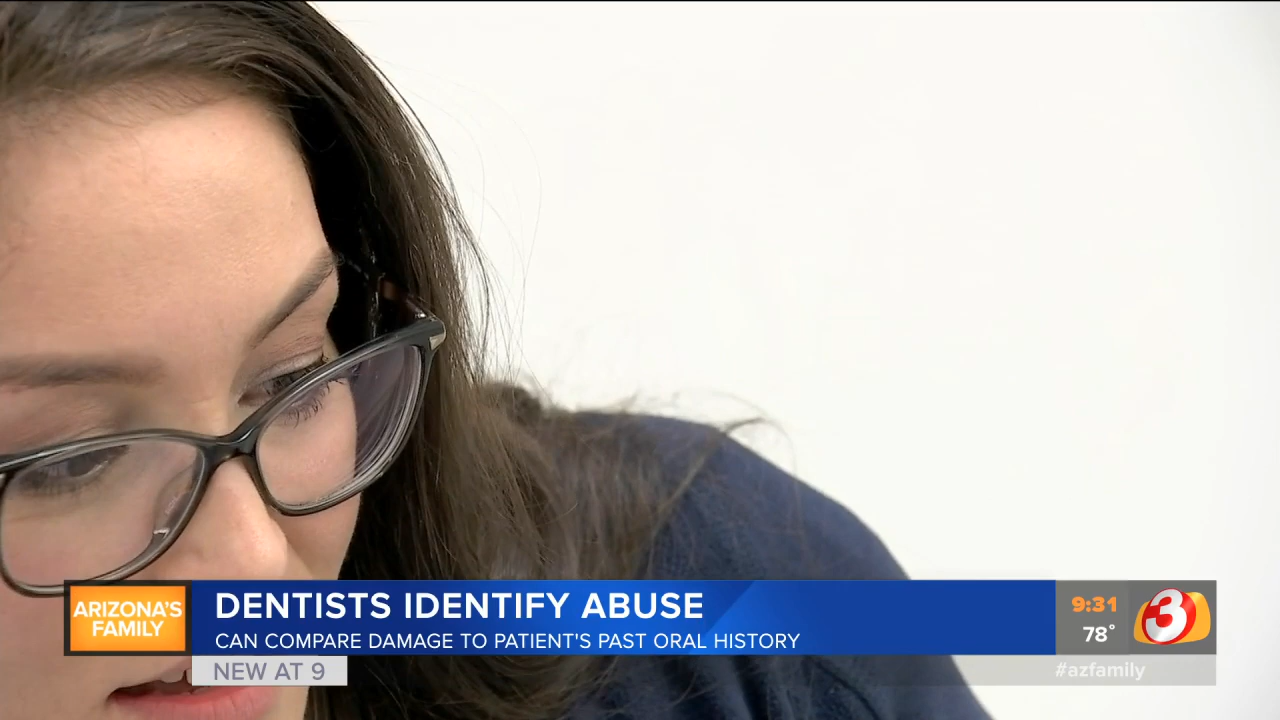 DENTISTS IDENTIFY ABUSE
CAN COMPARE DAMAGE TO PATIENT'S PAST ORAL HISTORY
ARIZONA'S
FAMILY
9:31
78°
3
NEW AT 9
#azfamily